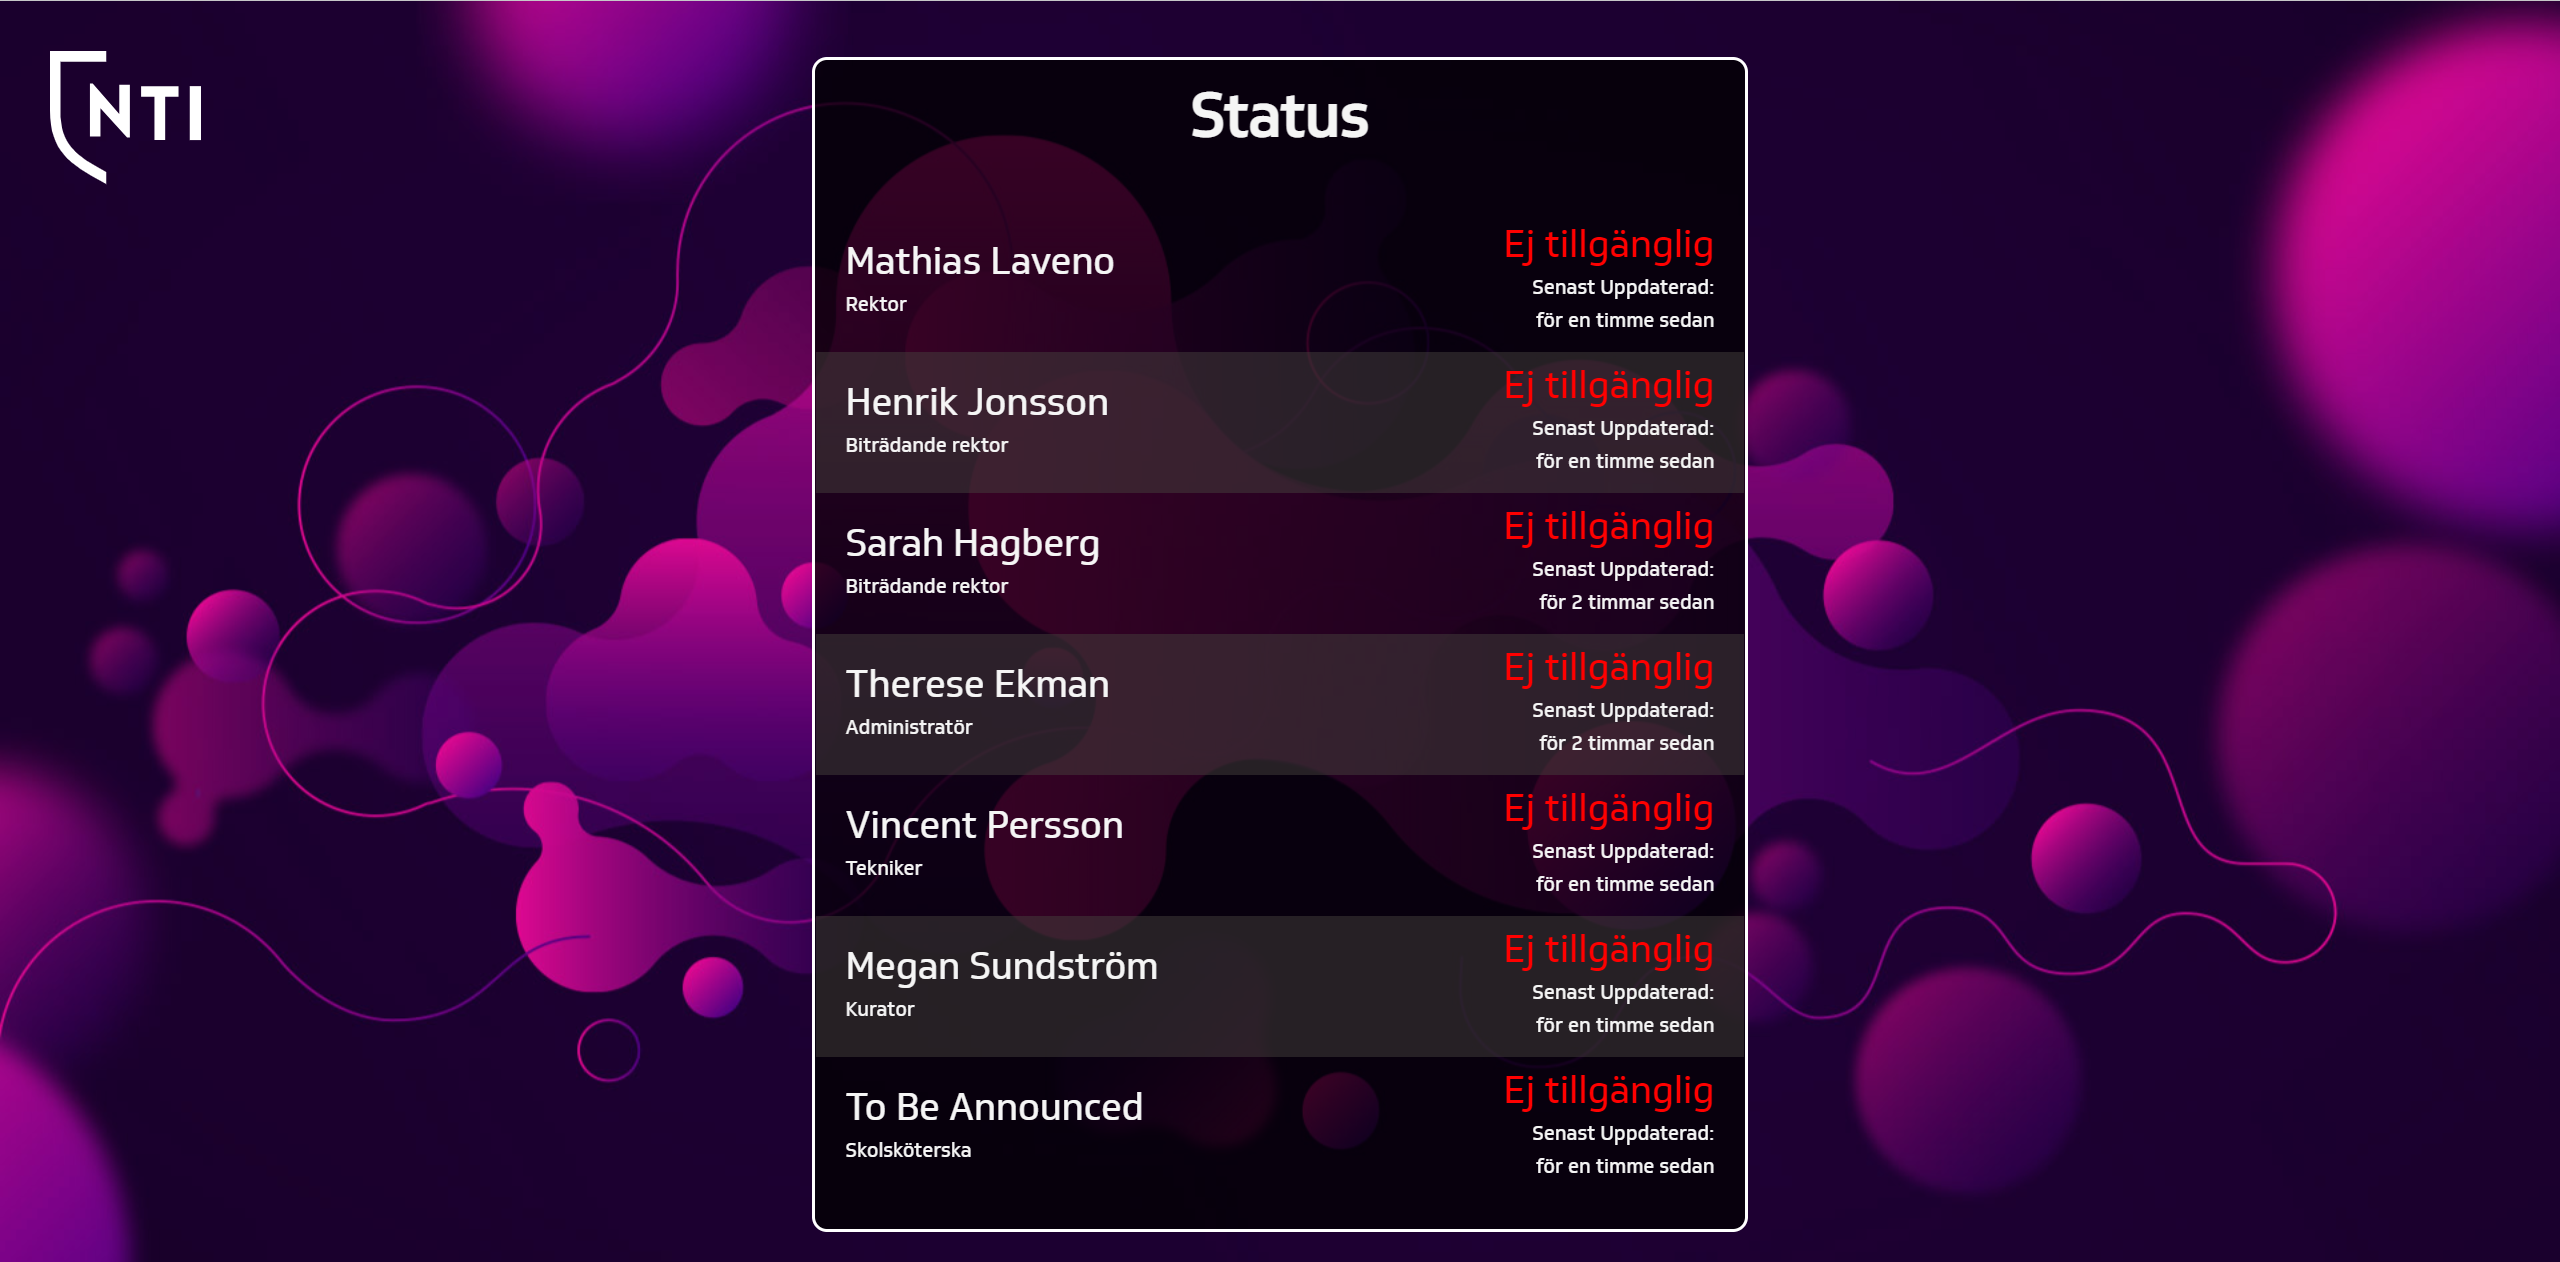 NTI
Status
Mathias Laveno
Rektor
Ej tillgänglig
Senast Uppdaterad:
för en timme sedan
Henrik Jonsson
Biträdande rektor
Ej tillgänglig
Senast Uppdaterad:
för en timme sedan
Sarah Hagberg
Biträdande rektor
Ej tillgänglig
Senast Uppdaterad:
för 2 timmar sedan
Therese Ekman
Administratör
Ej tillgänglig
Senast Uppdaterad:
för 2 timmar sedan
Vincent Persson
Tekniker
Ej tillgänglig
Senast Uppdaterad:
för en timme sedan
Megan Sundström
Kurator
Ej tillgänglig
Senast Uppdaterad:
för en timme sedan
To Be Announced
Skolsköterska
Ej tillgänglig
Senast Uppdaterad:
för en timme sedan